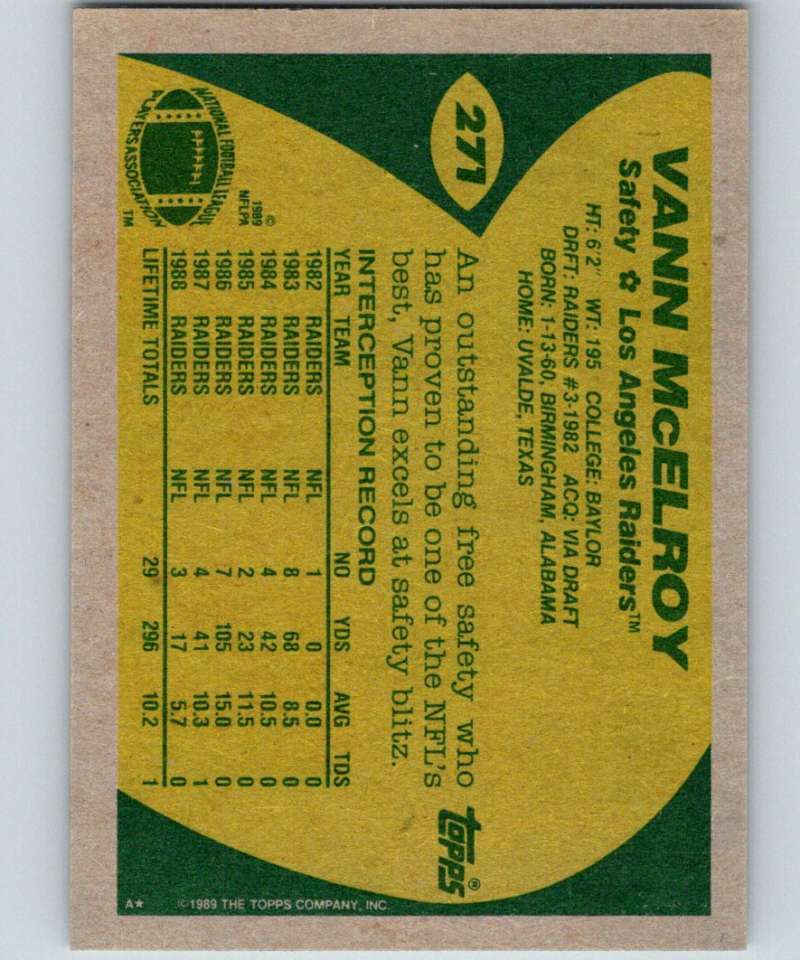 271
VANN McELROY
Safety ✿ Los Angeles Raiders™
HT: 6'2" WT: 195 COLLEGE: BAYLOR
DRFT: RAIDERS #3-1982 ACQ: VIA DRAFT
BORN: 1-13-60, BIRMINGHAM, ALABAMA
HOME: UVALDE, TEXAS
An outstanding free safety who
has proven to be one of the NFL's
best, Vann excels at safety blitz.
topps®
INTERCEPTION RECORD
YEAR TEAM NO YDS AVG TDS
1982 RAIDERS NFL 1 0 0.0 0
1983 RAIDERS NFL 8 68 8.5 0
1984 RAIDERS NFL 4 42 10.5 0
1985 RAIDERS NFL 2 23 11.5 0
1986 RAIDERS NFL 7 105 15.0 0
1987 RAIDERS NFL 4 41 10.3 1
1988 RAIDERS NFL 3 17 5.7 0
LIFETIME TOTALS 29 296 10.2 1
NATIONAL FOOTBALL LEAGUE
PLAYERS ASSOCIATION
TM
©
1989
NFLPA
A★ ©1989 THE TOPPS COMPANY, INC.